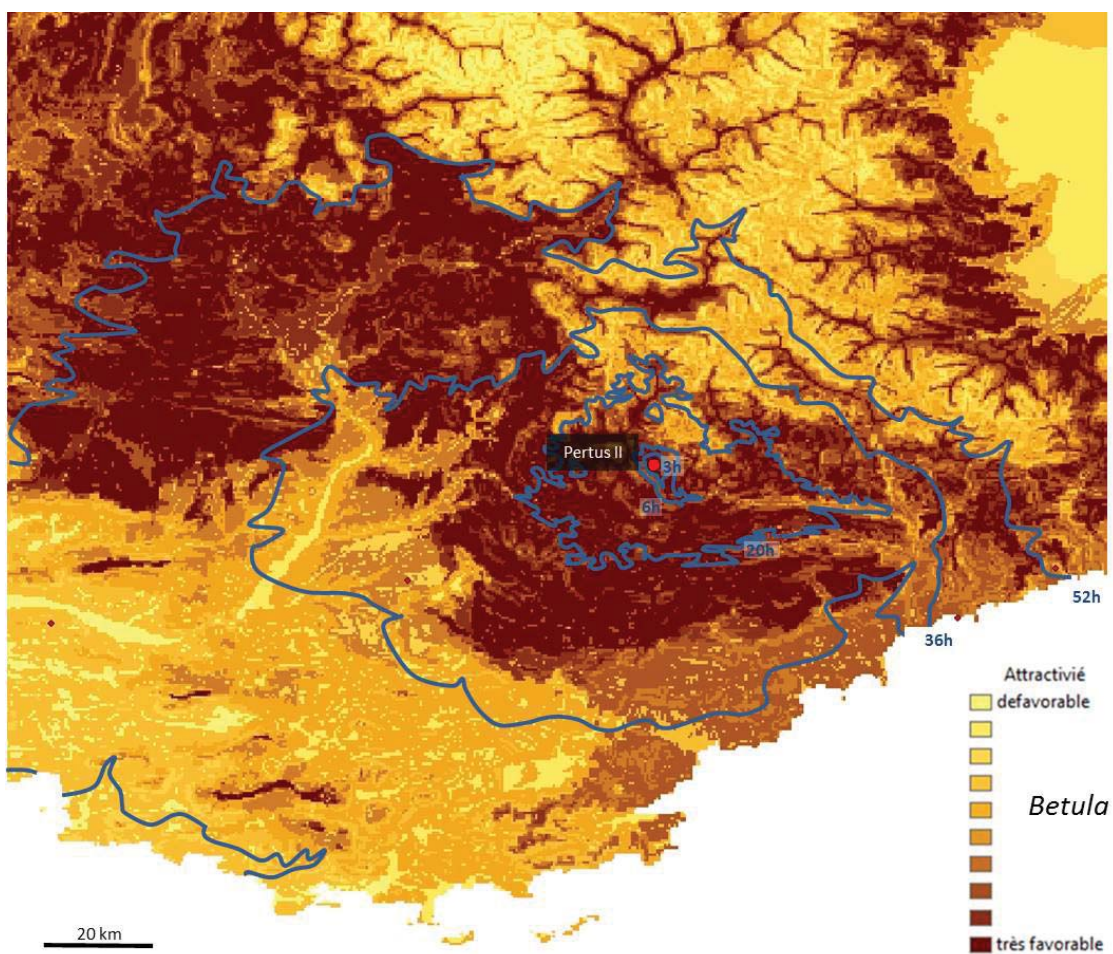 Pertus II
3h
6h
20h
52h
36h
Attractivié
defavorable
Betula
très favorable
20 km